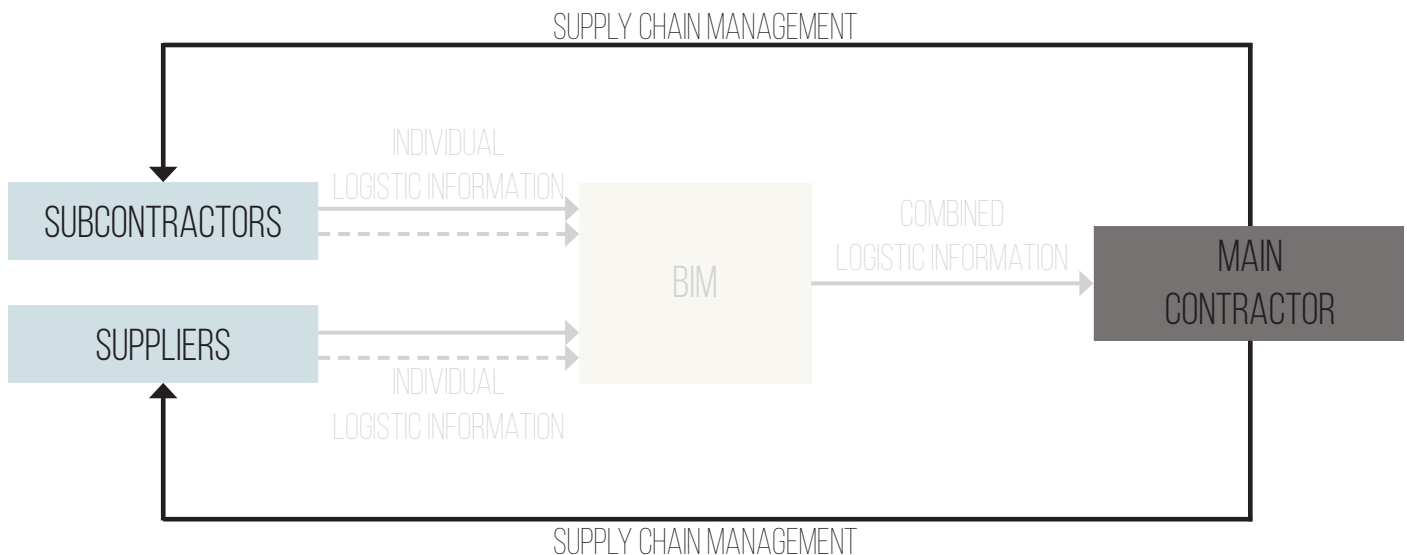 SUPPLY CHAIN MANAGEMENT
INDIVIDUAL
LOGISTIC INFORMATION
SUBCONTRACTORS
COMBINED
LOGISTIC INFORMATION
BIM
MAIN
CONTRACTOR
SUPPLIERS
INDIVIDUAL
LOGISTIC INFORMATION
SUPPLY CHAIN MANAGEMENT